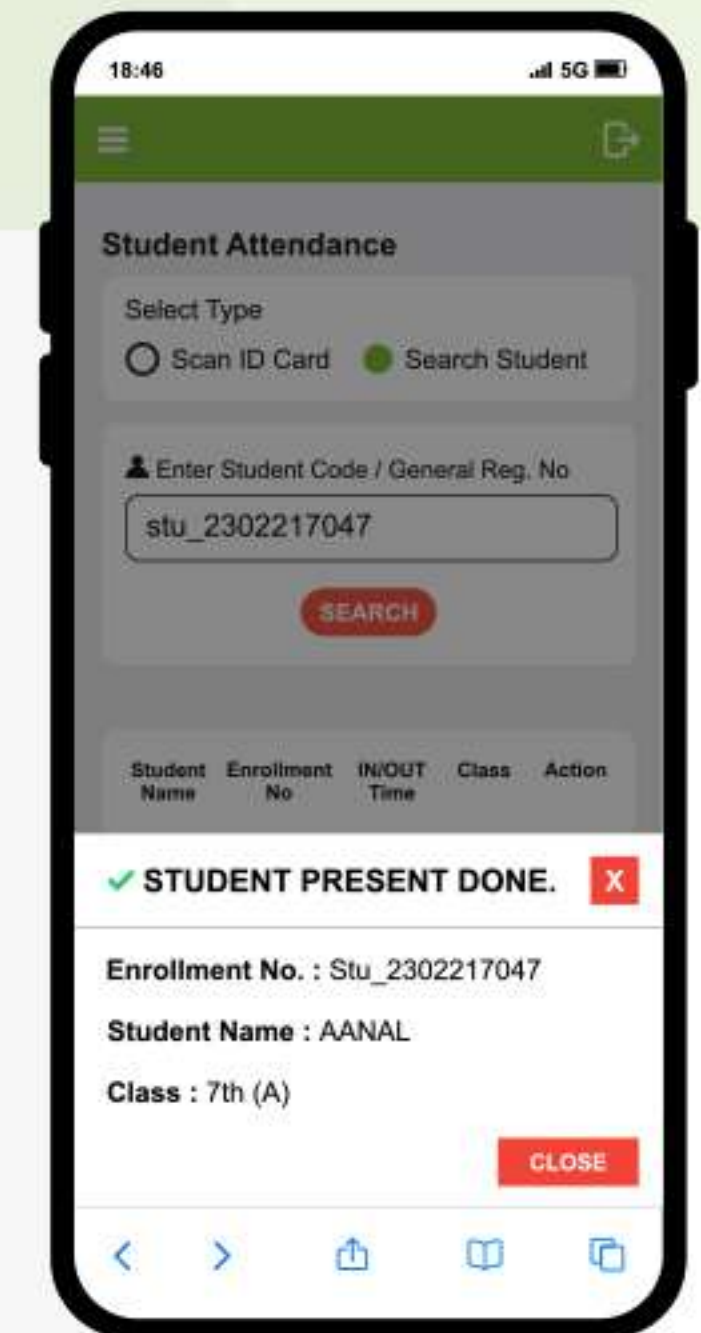 18:46 5G
Student Attendance
Select Type
Scan ID Card Search Student
Enter Student Code / General Reg. No
stu_2302217047
SEARCH
Student Enrollment IN/OUT Class Action
Name No Time
STUDENT PRESENT DONE. X
Enrollment No. : Stu_2302217047
Student Name : AANAL
Class : 7th (A)
CLOSE